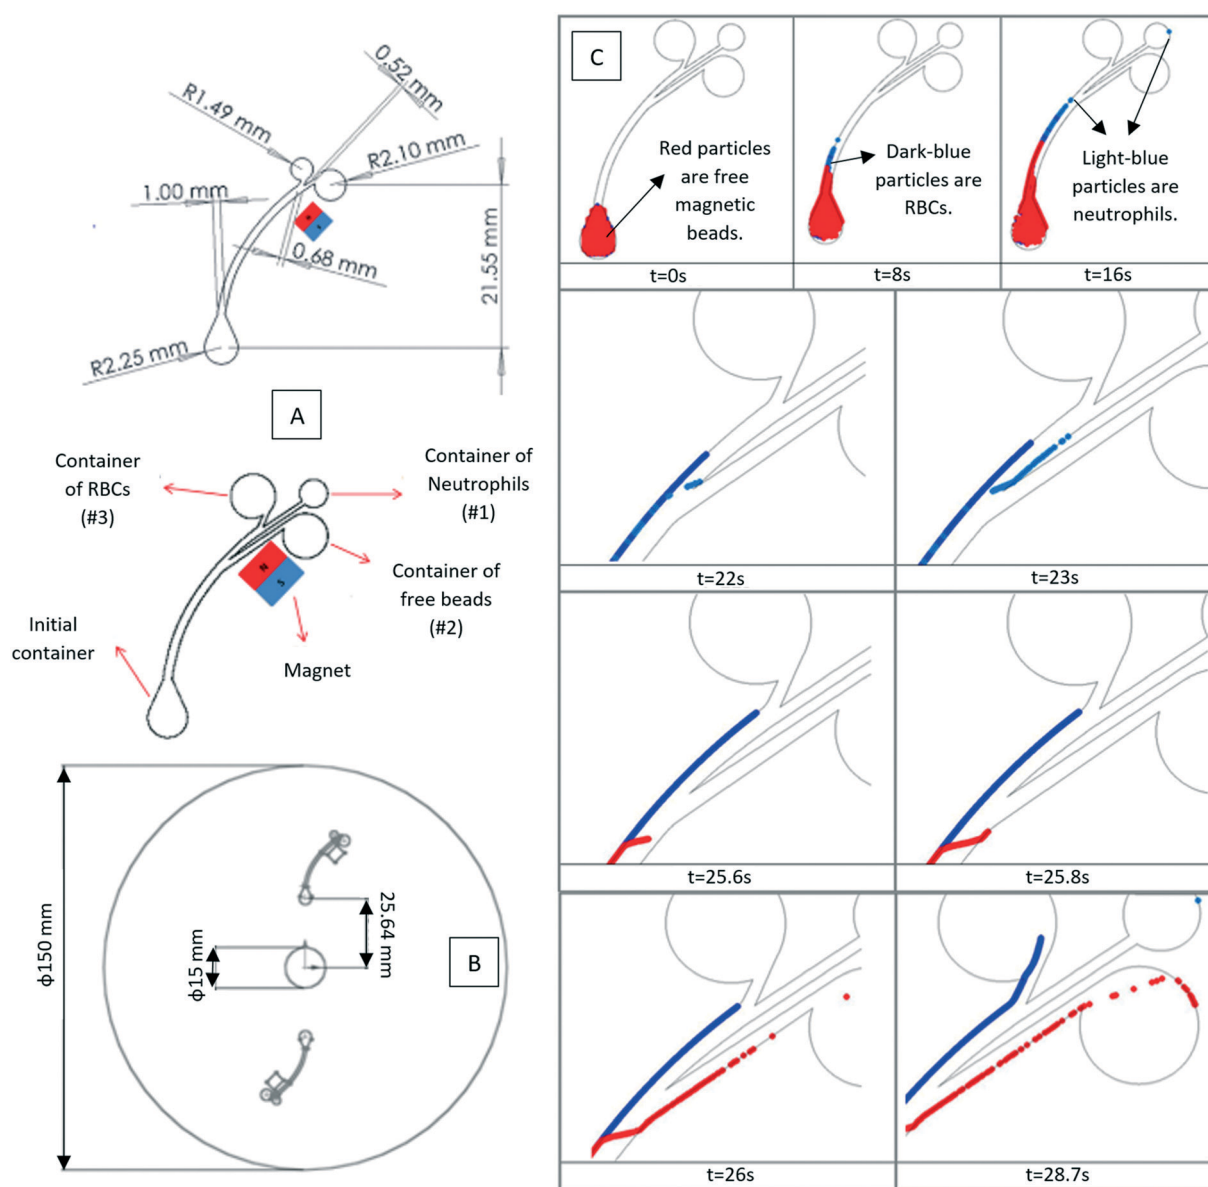 0.52 mm
R1.49 mm
R2.10 mm
1.00 mm
0.68 mm
21.55 mm
R2.25 mm
A
Container
of RBCs
(#3)
Container of
Neutrophils
(#1)
N
S
Container of
free beads
(#2)
Initial
container
Magnet
ϕ150 mm
ϕ15 mm
25.64 mm
B
C
Red particles
are free
magnetic
beads.
Dark-blue
particles are
RBCs.
Light-blue
particles are
neutrophils.
t=0s
t=8s
t=16s
t=22s
t=23s
t=25.6s
t=25.8s
t=26s
t=28.7s